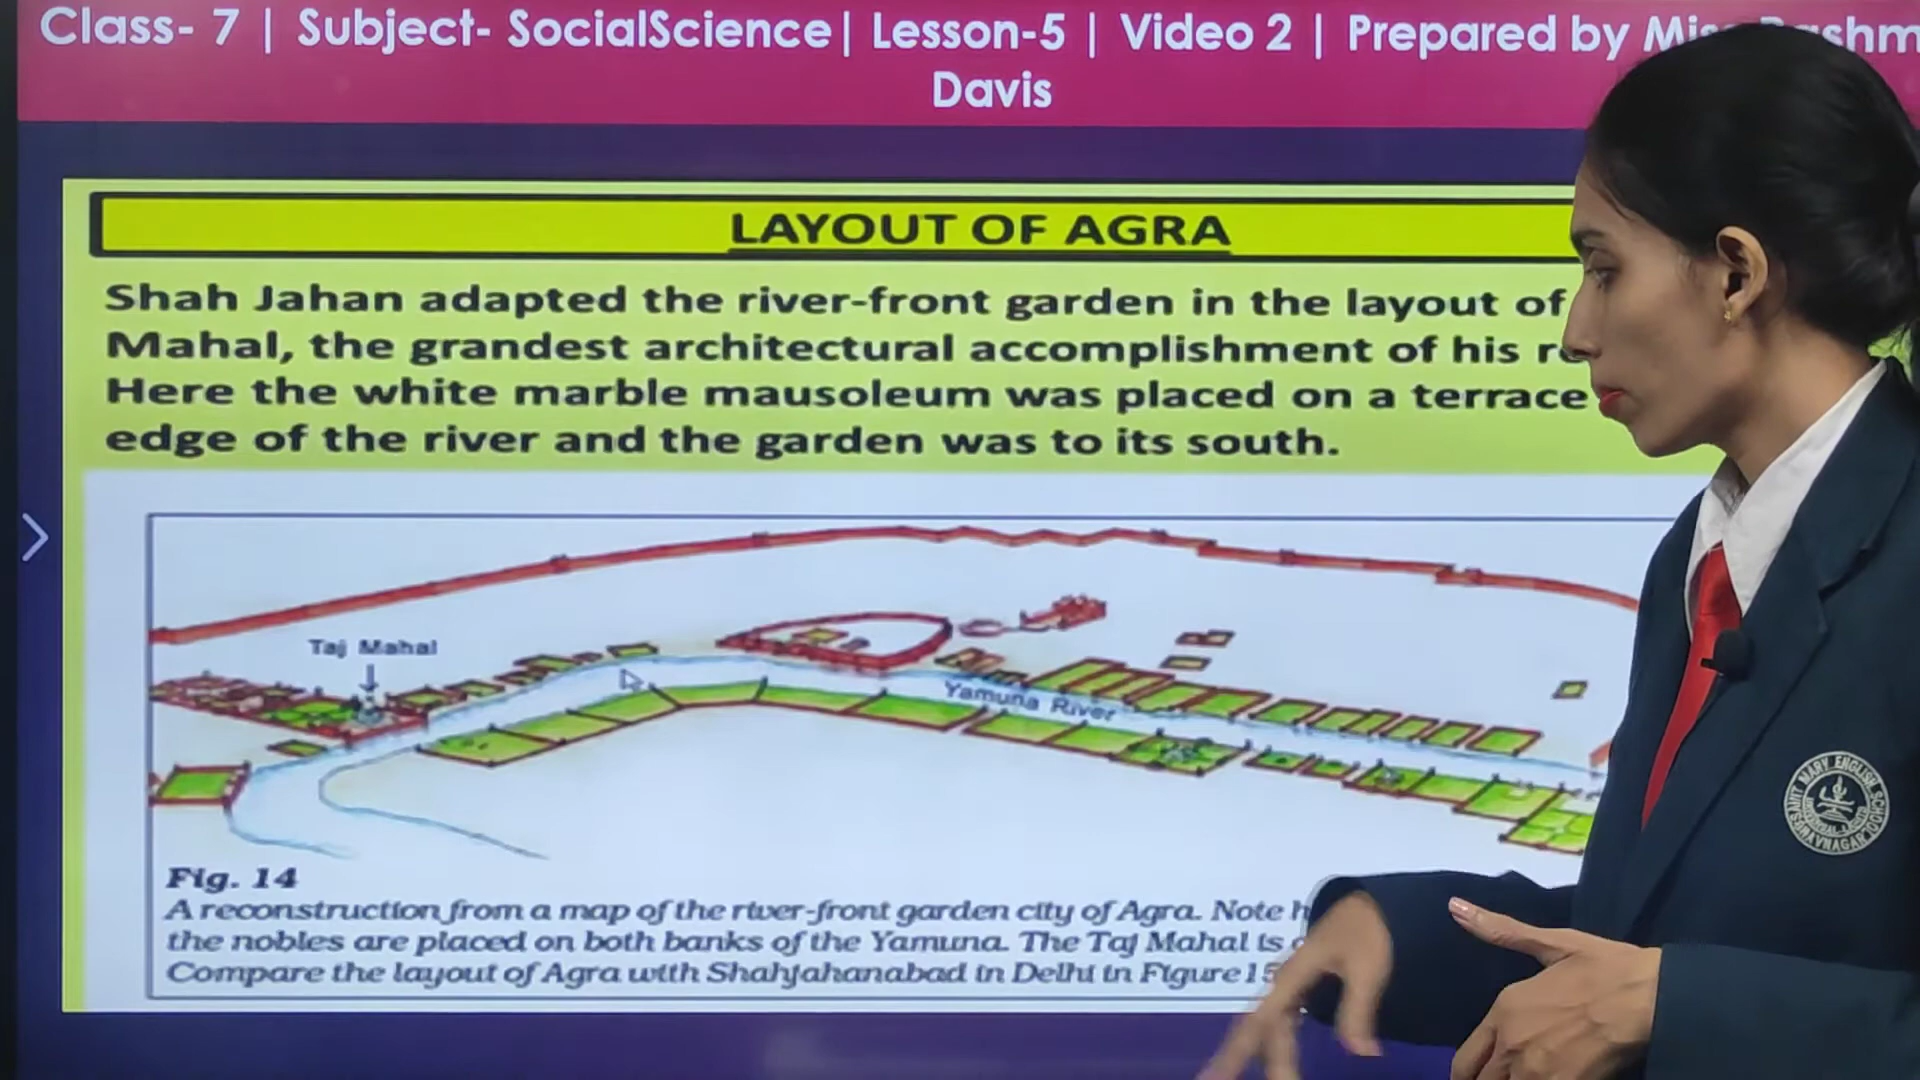 Class- 7 | Subject- SocialScience| Lesson-5 | Video 2 | Prepared by
Davis
LAYOUT OF AGRA
Shah Jahan adapted the river-front garden in the layout of
Mahal, the grandest architectural accomplishment of his
Here the white marble mausoleum was placed on a terrace
edge of the river and the garden was to its south.
Taj Mahal
Yamuna River
Fig. 14
A reconstruction from a map of the river-front garden city of Agra. Note
the nobles are placed on both banks of the Yamuna. The Taj Mahal is
Compare the layout of Agra with Shahjahanabad in Delhi in Figure 15
SAINT MARY ENGLISH SCHOOL